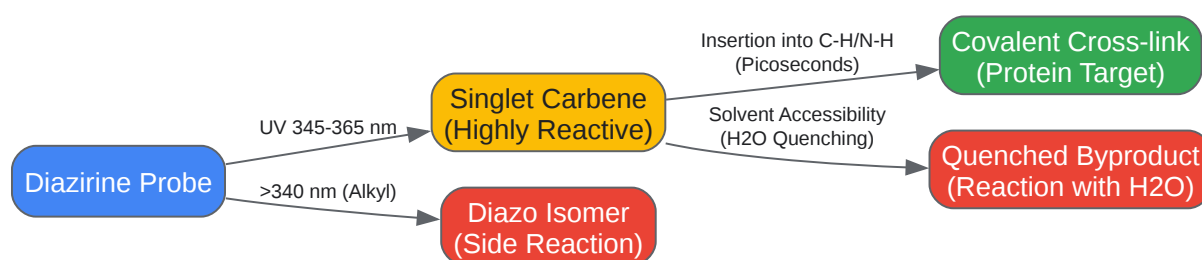 Diazirine Probe
UV 345-365 nm
>340 nm (Alkyl)
Singlet Carbene
(Highly Reactive)
Diazo Isomer
(Side Reaction)
Insertion into C-H/N-H
(Picoseconds)
Solvent Accessibility
(H2O Quenching)
Covalent Cross-link
(Protein Target)
Quenched Byproduct
(Reaction with H2O)